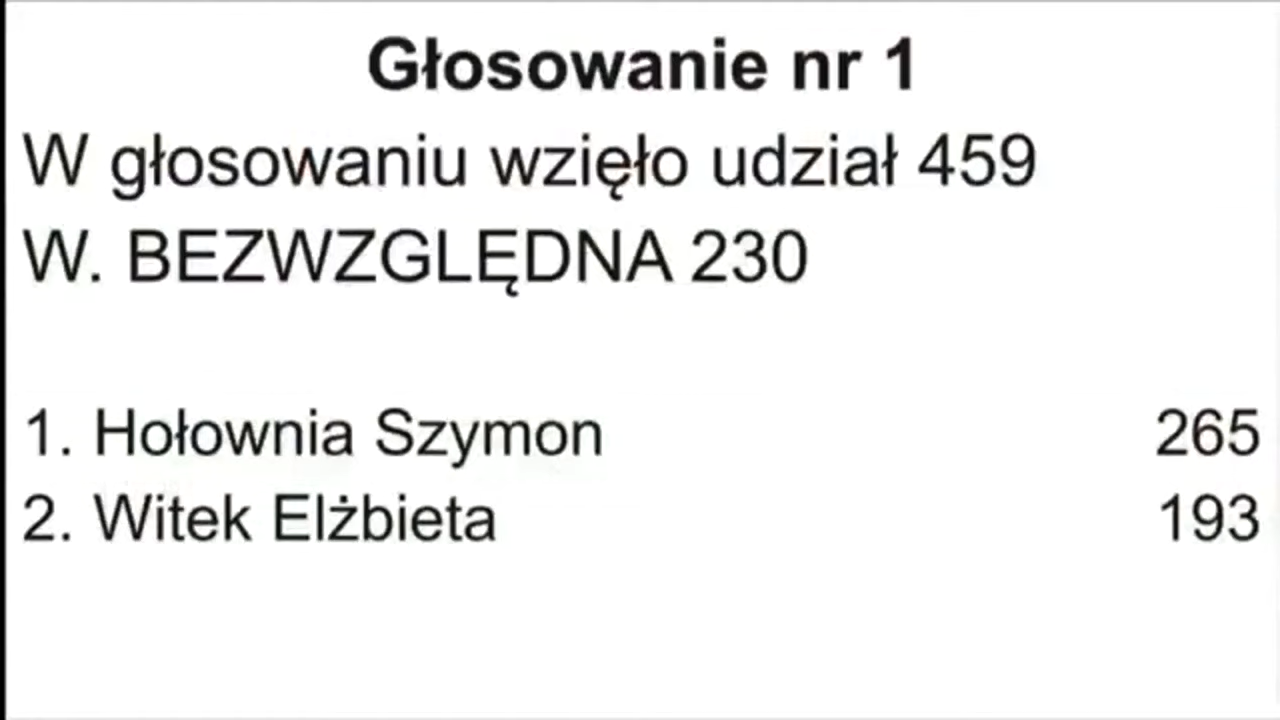 Głosowanie nr 1
W głosowaniu wzięło udział 459
W. BEZWZGLĘDNA 230
1. Hołownia Szymon 265
2. Witek Elżbieta 193